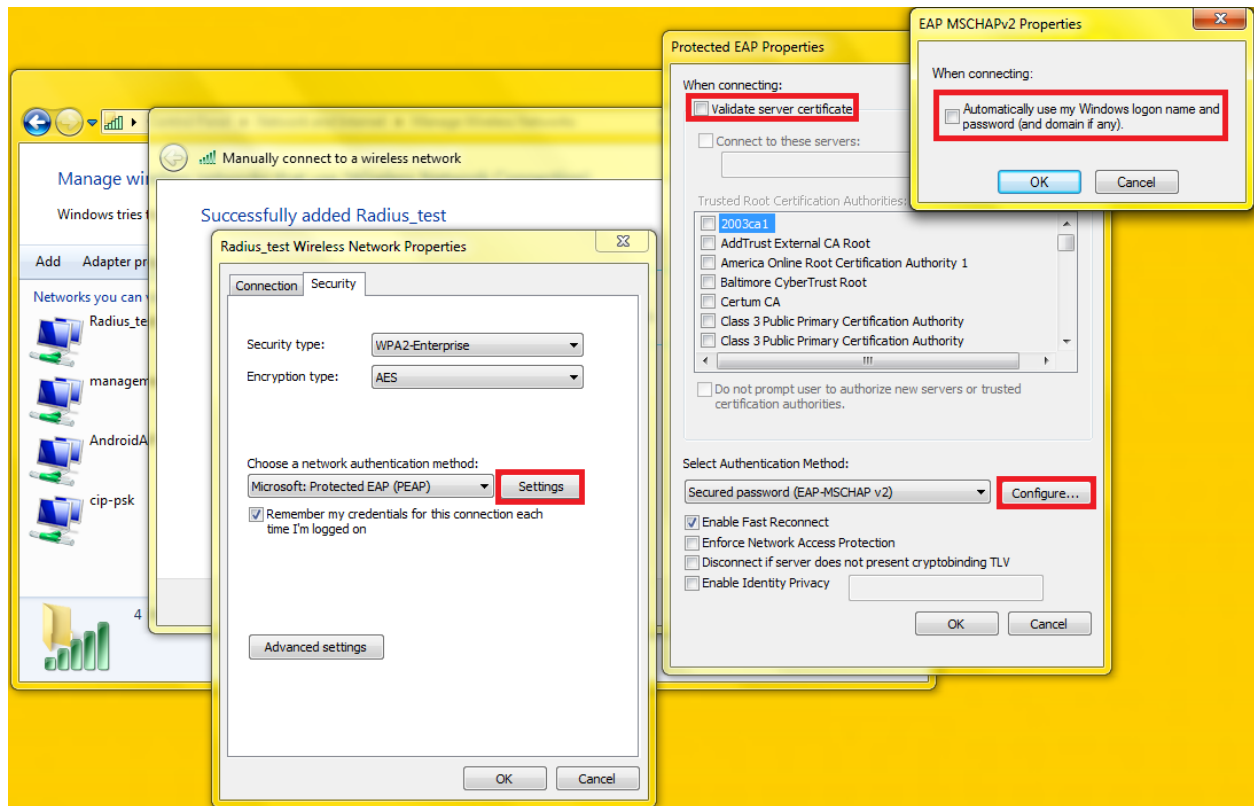 Manage wi
Windows tries t
Add Adapter pr
Networks you can
Radius_te
managem
AndroidA
cip-psk
4
Manually connect to a wireless network
Successfully added Radius_test
Radius_test Wireless Network Properties
Connection Security
Security type: WPA2-Enterprise
Encryption type: AES
Choose a network authentication method:
Microsoft: Protected EAP (PEAP) Settings
Remember my credentials for this connection each
time I'm logged on
Advanced settings
OK Cancel
Protected EAP Properties
When connecting:
Validate server certificate
Connect to these servers:
Trusted Root Certification Authorities:
2003ca1
AddTrust External CA Root
America Online Root Certification Authority 1
Baltimore CyberTrust Root
Certum CA
Class 3 Public Primary Certification Authority
Class 3 Public Primary Certification Authority
Do not prompt user to authorize new servers or trusted
certification authorities.
Select Authentication Method:
Secured password (EAP-MSCHAP v2) Configure...
Enable Fast Reconnect
Enforce Network Access Protection
Disconnect if server does not present cryptobinding TLV
Enable Identity Privacy
OK Cancel
EAP MSCHAPv2 Properties
When connecting:
Automatically use my Windows logon name and
password (and domain if any).
OK Cancel